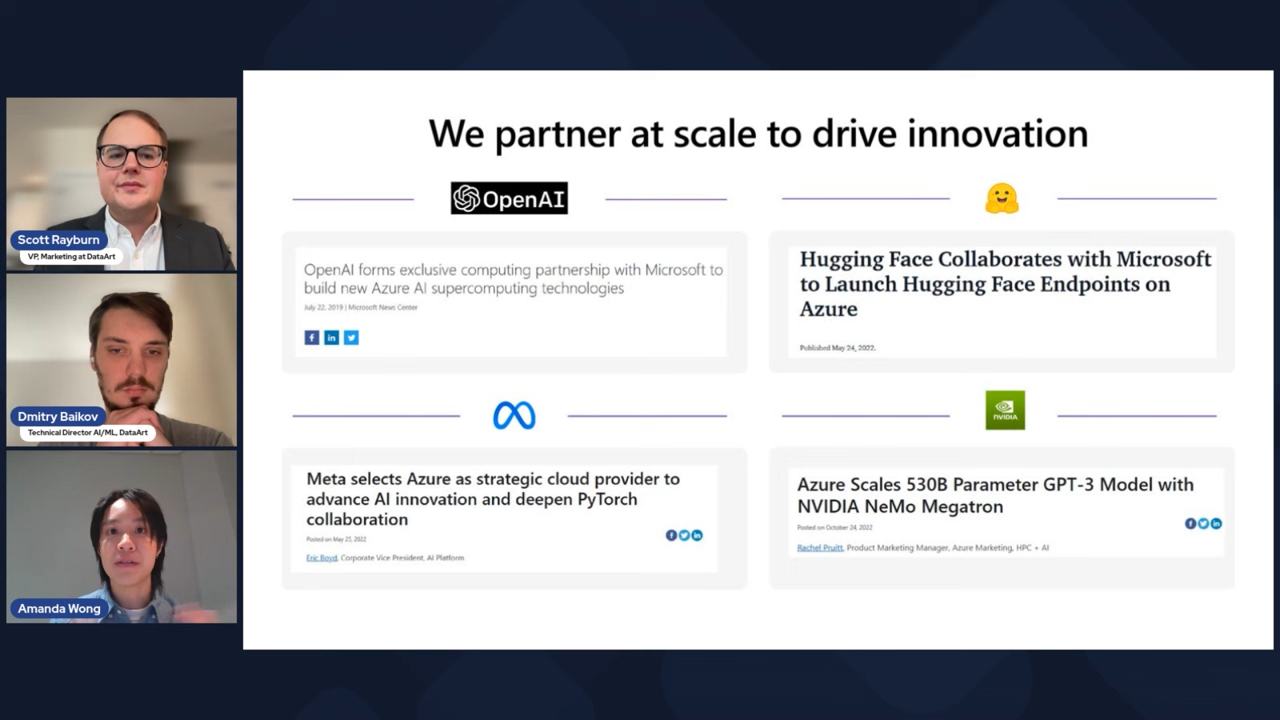 Scott Rayburn
VP, Marketing at DataArt
Dmitry Baikov
Technical Director AI/ML, DataArt
Amanda Wong
We partner at scale to drive innovation
OpenAI
OpenAI forms exclusive computing partnership with Microsoft to
build new Azure AI supercomputing technologies
July 22, 2019 | Microsoft News Center
Hugging Face Collaborates with Microsoft
to Launch Hugging Face Endpoints on
Azure
Published May 24, 2022.
Meta selects Azure as strategic cloud provider to
advance AI innovation and deepen PyTorch
collaboration
Posted on May 25, 2022
Eric Boyd, Corporate Vice President, AI Platform
NVIDIA
Azure Scales 530B Parameter GPT-3 Model with
NVIDIA NeMo Megatron
Posted on October 24, 2022
Rachel Pruitt, Product Marketing Manager, Azure Marketing, HPC + AI